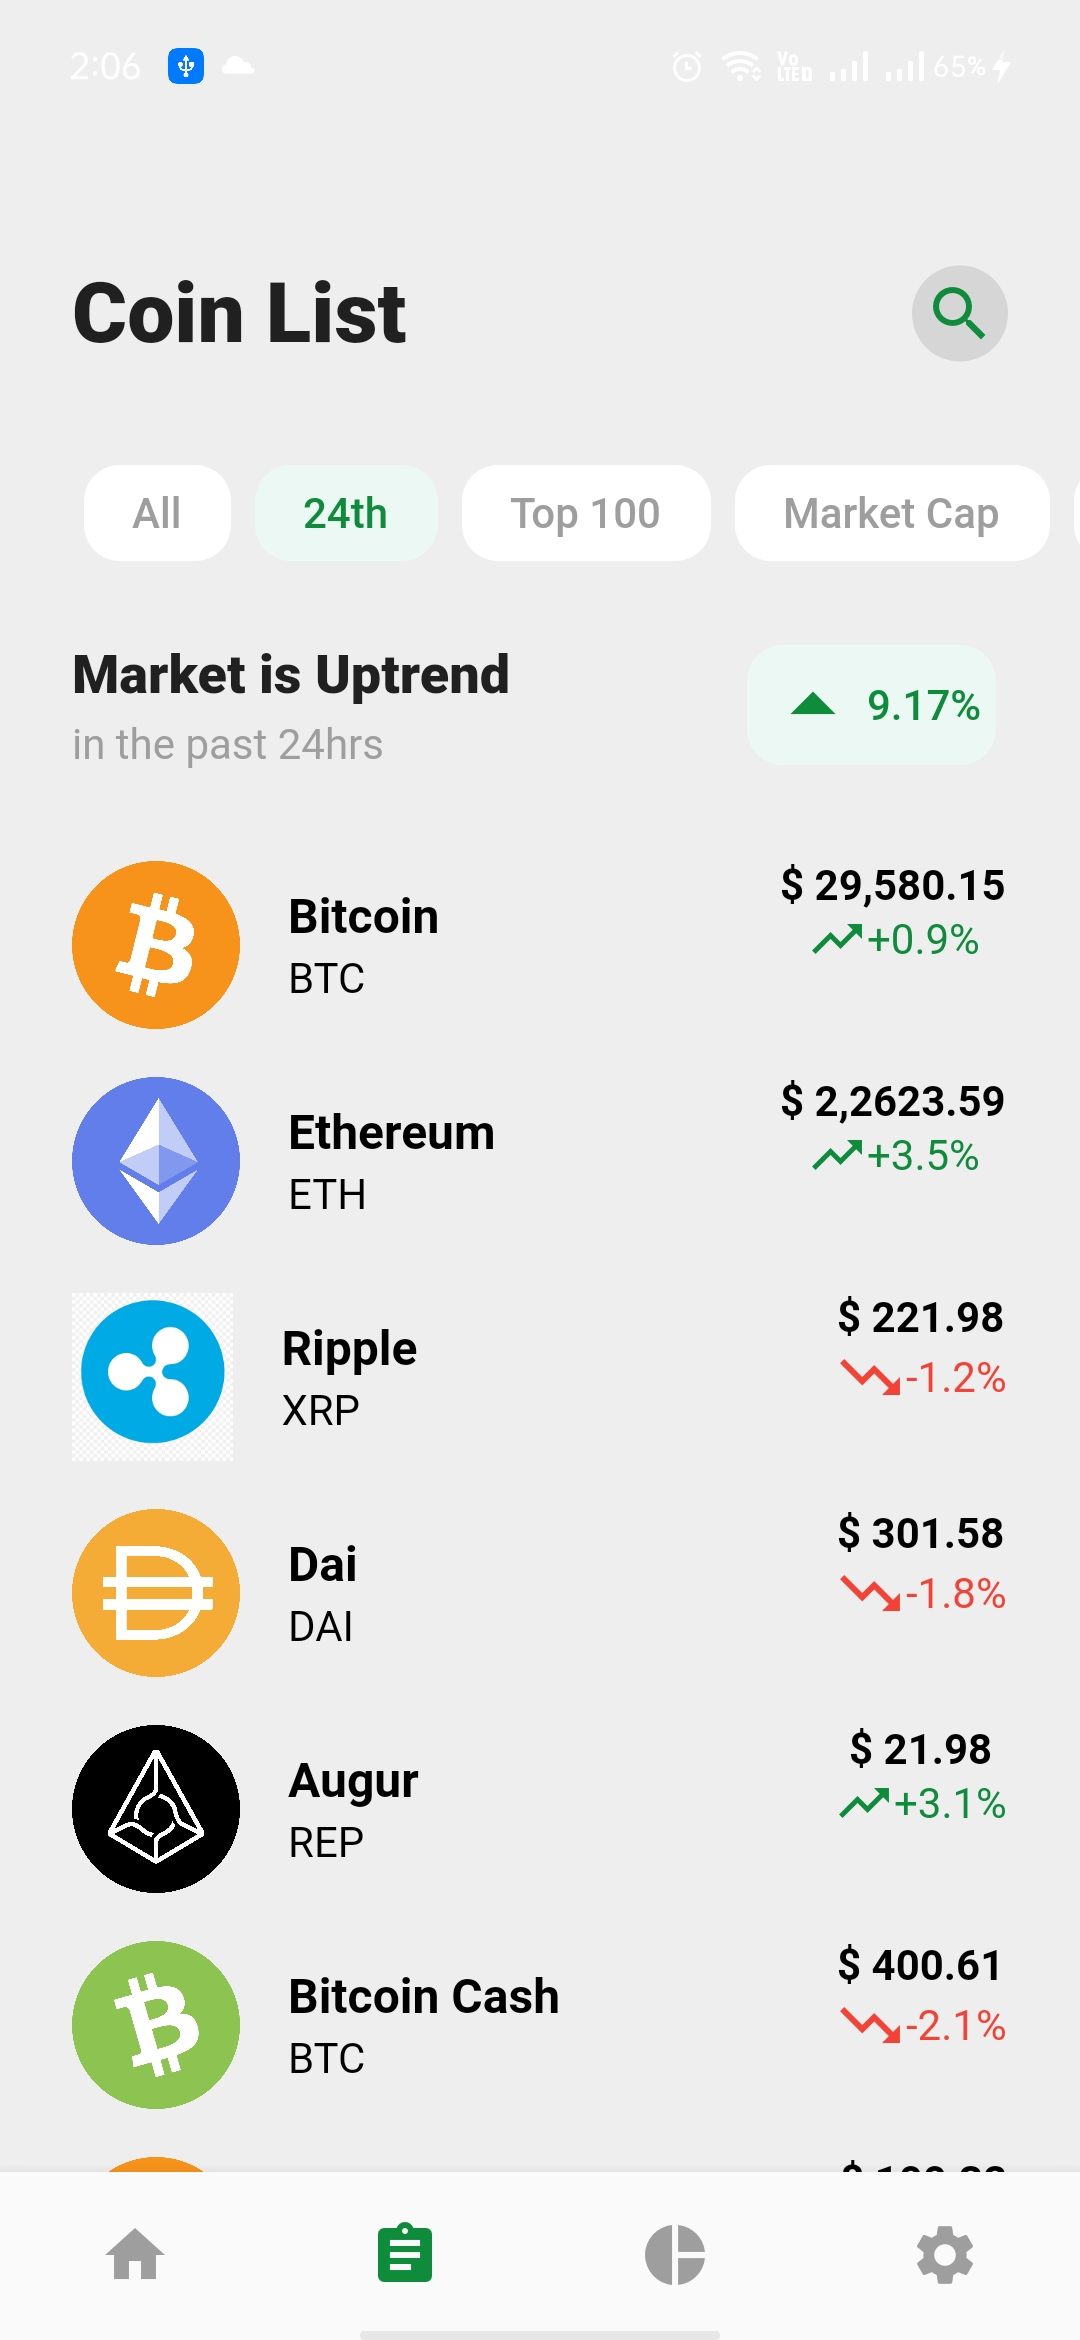 2:06 Vo LTE 65%
Coin List
All 24th Top 100 Market Cap
Market is Uptrend
in the past 24hrs
9.17%
Bitcoin
BTC
$ 29,580.15
+0.9%
Ethereum
ETH
$ 2,2623.59
+3.5%
Ripple
XRP
$ 221.98
-1.2%
Dai
DAI
$ 301.58
-1.8%
Augur
REP
$ 21.98
+3.1%
Bitcoin Cash
BTC
$ 400.61
-2.1%